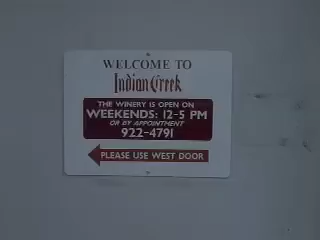 WELCOME TO
Indian Creek
THE WINERY IS OPEN ON
WEEKENDS: 12-5 PM
OR BY APPOINTMENT
922-4791
PLEASE USE WEST DOOR